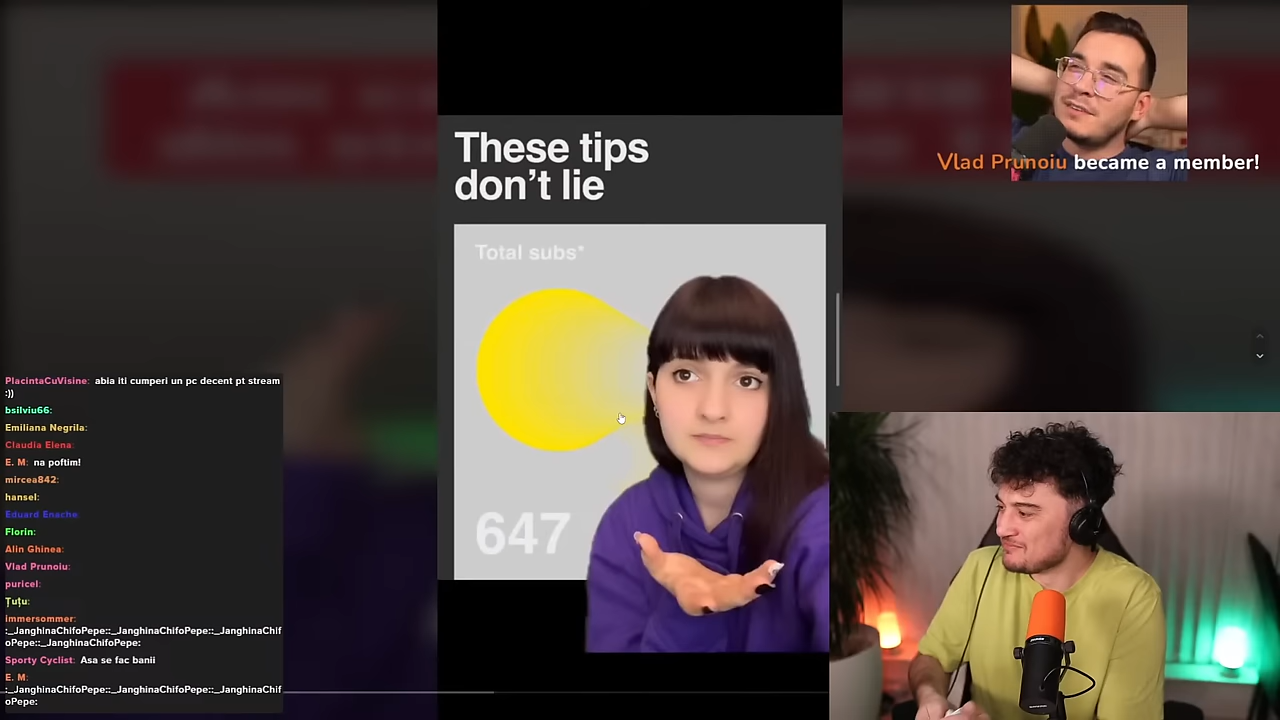 These tips
don't lie
Total subs*
647
Vlad Prunoiu became a member!
PlacintaCuVisine: abia iti cumperi un pc decent pt stream
:))
bsilviu66:
Emiliana Negrila:
Claudia Elena:
E. M: na poftim!
mircea842:
hansel:
Eduard Enache:
Florin:
Alin Ghinea:
Vlad Prunoiu:
puricel:
Țuțu:
immersommer:
:_JanghinaChifoPepe::_JanghinaChifoPepe::_JanghinaChif
oPepe::_JanghinaChifoPepe:
Sporty Cyclist: Asa se fac banii
E. M:
:_JanghinaChifoPepe::_JanghinaChifoPepe::_JanghinaChif
oPepe: